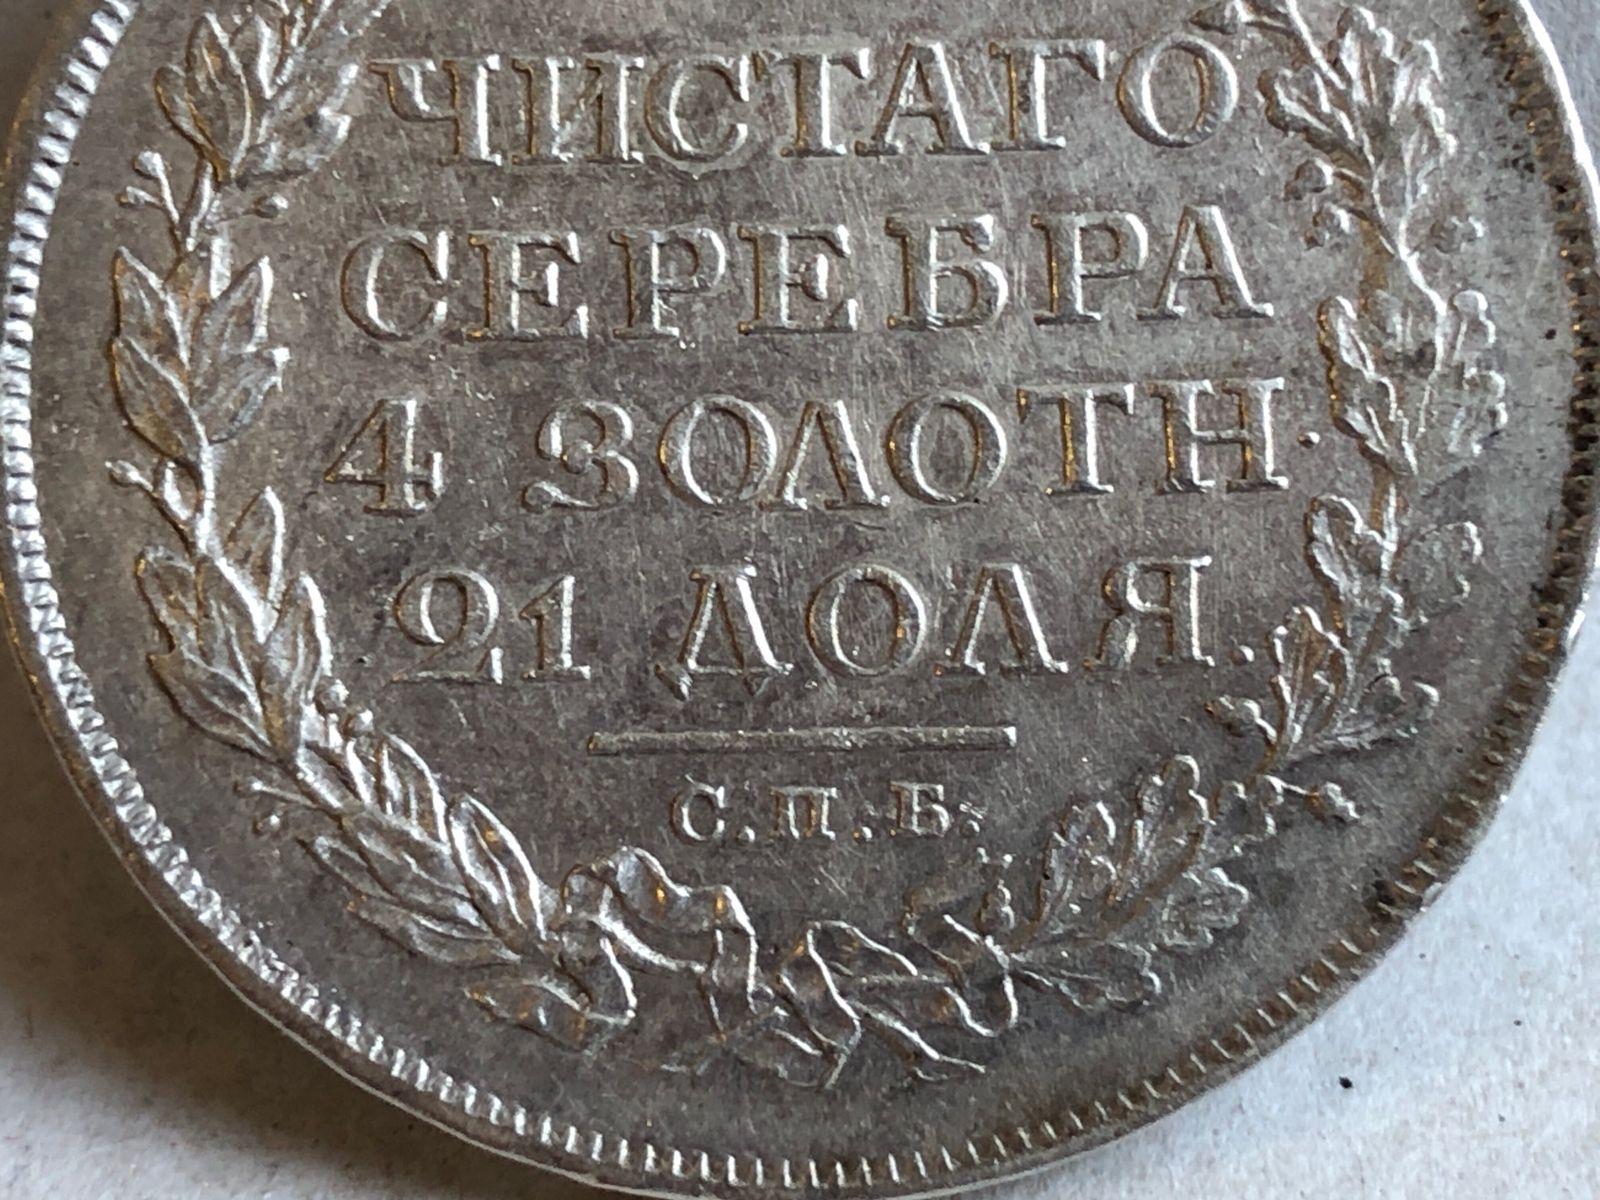 ЧИСТАГО
СЕРЕБРА
4 ЗОЛОТН.
21 ДОЛЯ.
С.П.Б.